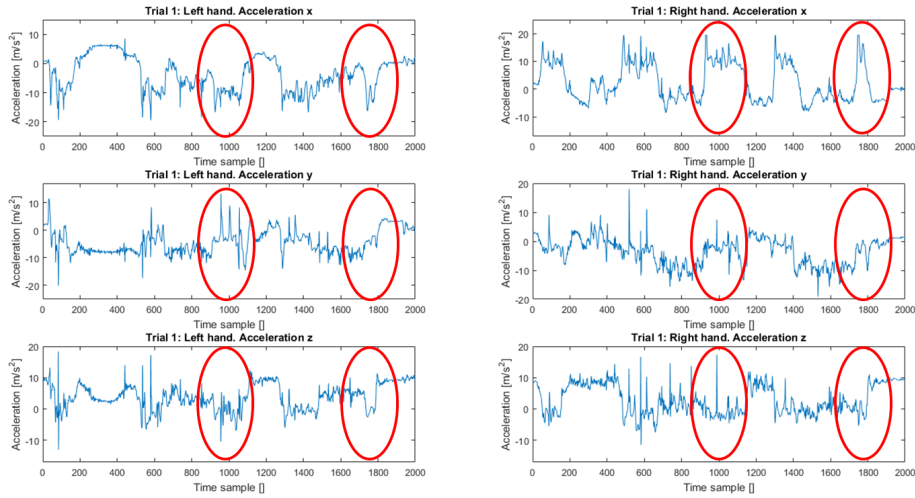 Trial 1: Left hand. Acceleration x
Acceleration [m/s²]
10
0
-10
-20
0 200 400 600 800 1000 1200 1400 1600 1800 2000
Time sample []
Trial 1: Right hand. Acceleration x
Acceleration [m/s²]
20
10
0
-10
0 200 400 600 800 1000 1200 1400 1600 1800 2000
Time sample []
Trial 1: Left hand. Acceleration y
Acceleration [m/s²]
10
0
-10
-20
0 200 400 600 800 1000 1200 1400 1600 1800 2000
Time sample []
Trial 1: Right hand. Acceleration y
Acceleration [m/s²]
20
10
0
-10
-20
0 200 400 600 800 1000 1200 1400 1600 1800 2000
Time sample []
Trial 1: Left hand. Acceleration z
Acceleration [m/s²]
20
10
0
-10
0 200 400 600 800 1000 1200 1400 1600 1800 2000
Time sample []
Trial 1: Right hand. Acceleration z
Acceleration [m/s²]
20
10
0
-10
0 200 400 600 800 1000 1200 1400 1600 1800 2000
Time sample []